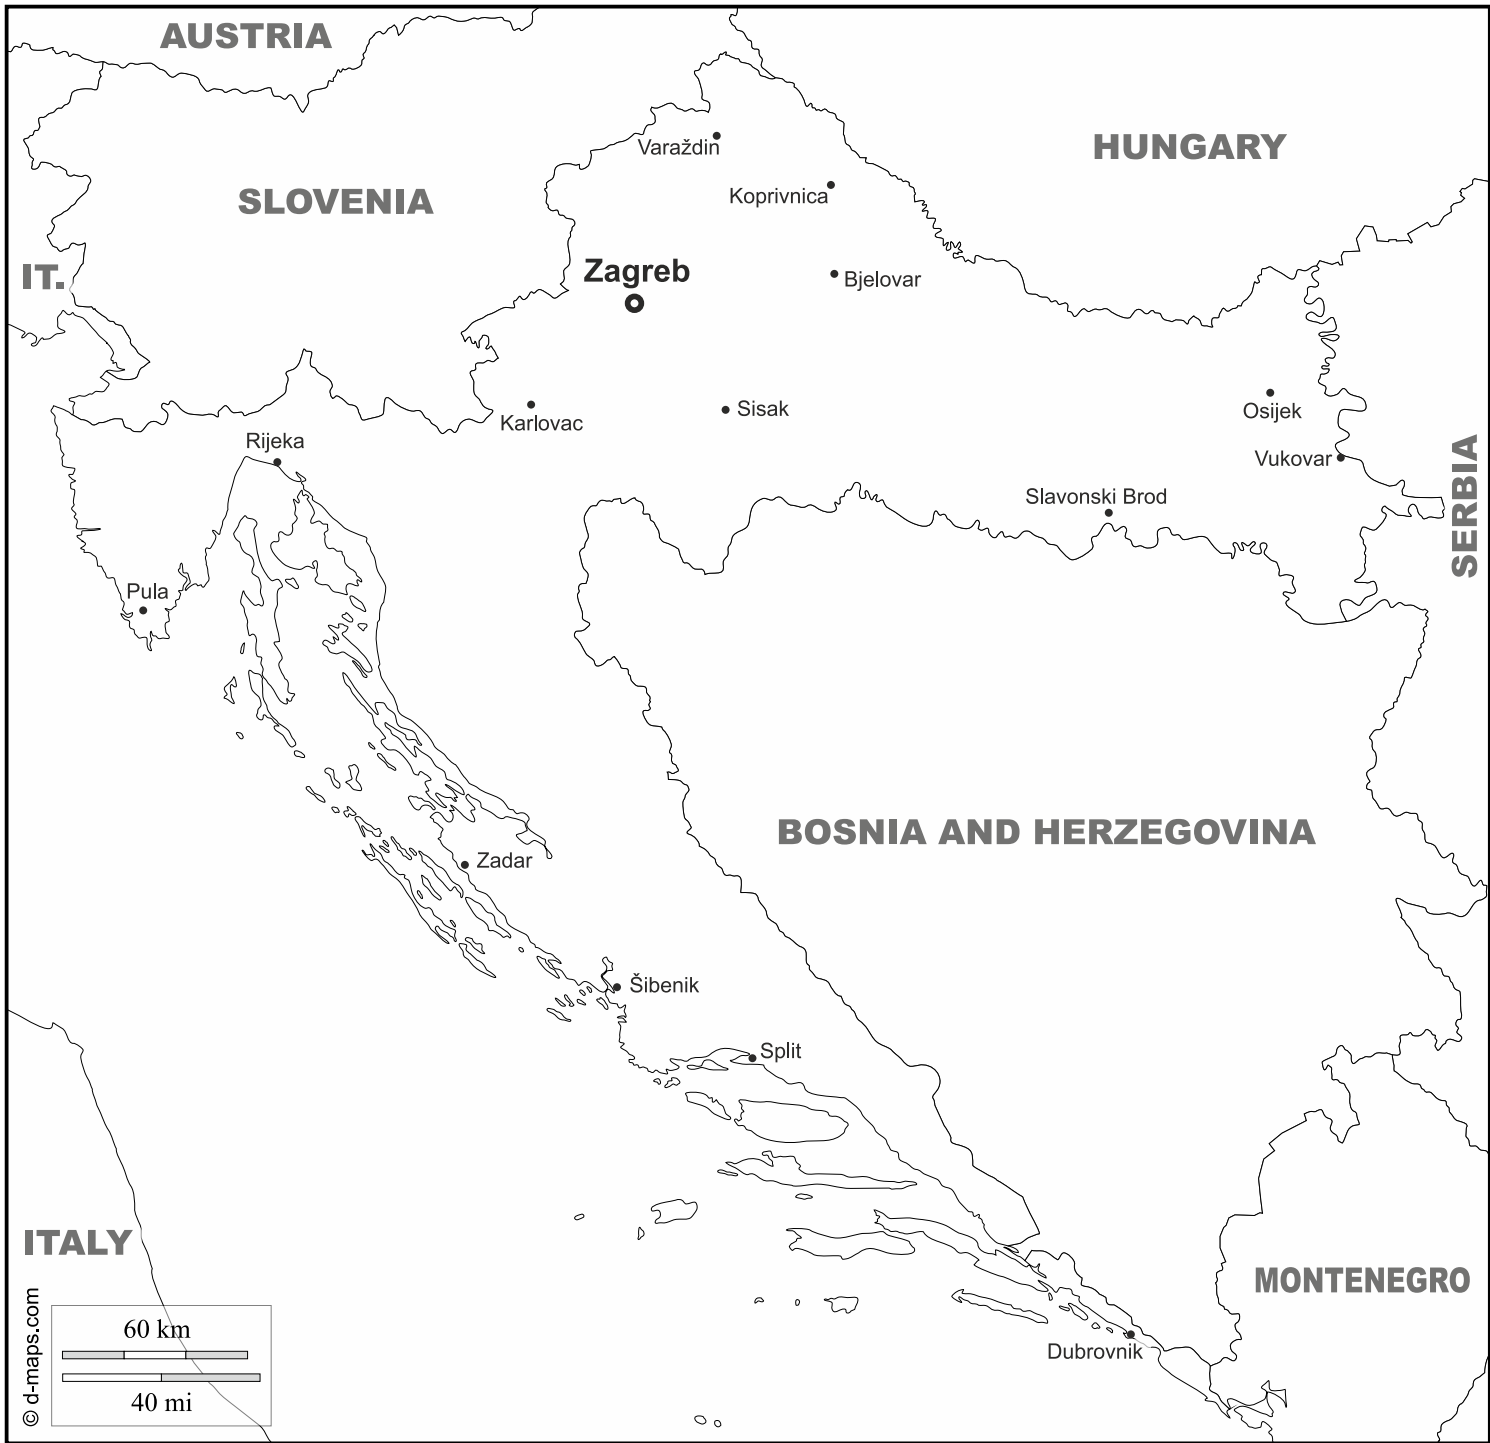 AUSTRIA
HUNGARY
Varaždin
SLOVENIA
Koprivnica
IT.
Zagreb
Bjelovar
Karlovac
Sisak
Osijek
Rijeka
Vukovar
SERBIA
Slavonski Brod
Pula
BOSNIA AND HERZEGOVINA
Zadar
Šibenik
Split
ITALY
MONTENEGRO
Dubrovnik
60 km
40 mi
© d-maps.com